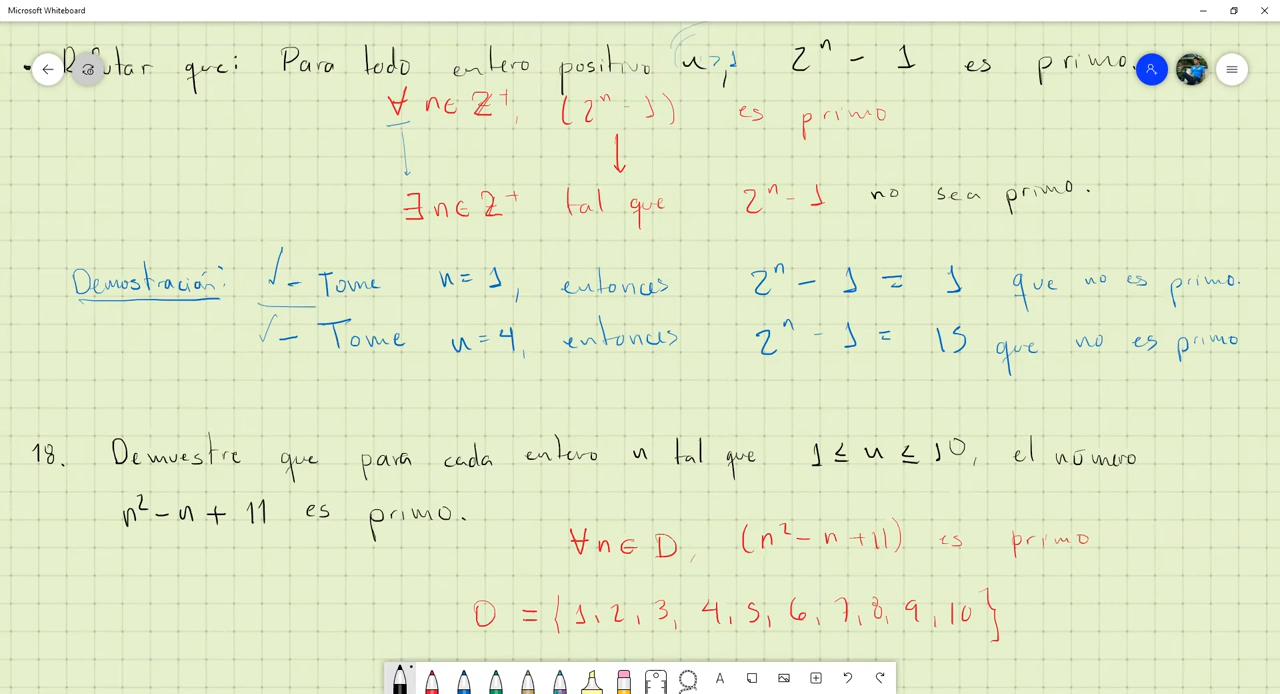 Microsoft Whiteboard
que: Para todo entero positivo n>1, 2ⁿ - 1 es primo.
∀ n∈Z⁺, (2ⁿ - 1) es primo
∃ n∈Z⁺ tal que 2ⁿ - 1 no sea primo.
Demostración: ✓- Tome n=1, entonces 2ⁿ - 1 = 1 que no es primo.
✓- Tome n=4, entonces 2ⁿ - 1 = 15 que no es primo
18. Demuestre que para cada entero n tal que 1 ≤ n ≤ 10, el número
n² - n + 11 es primo.
∀n∈D, (n² - n + 11) es primo
D = {1, 2, 3, 4, 5, 6, 7, 8, 9, 10}